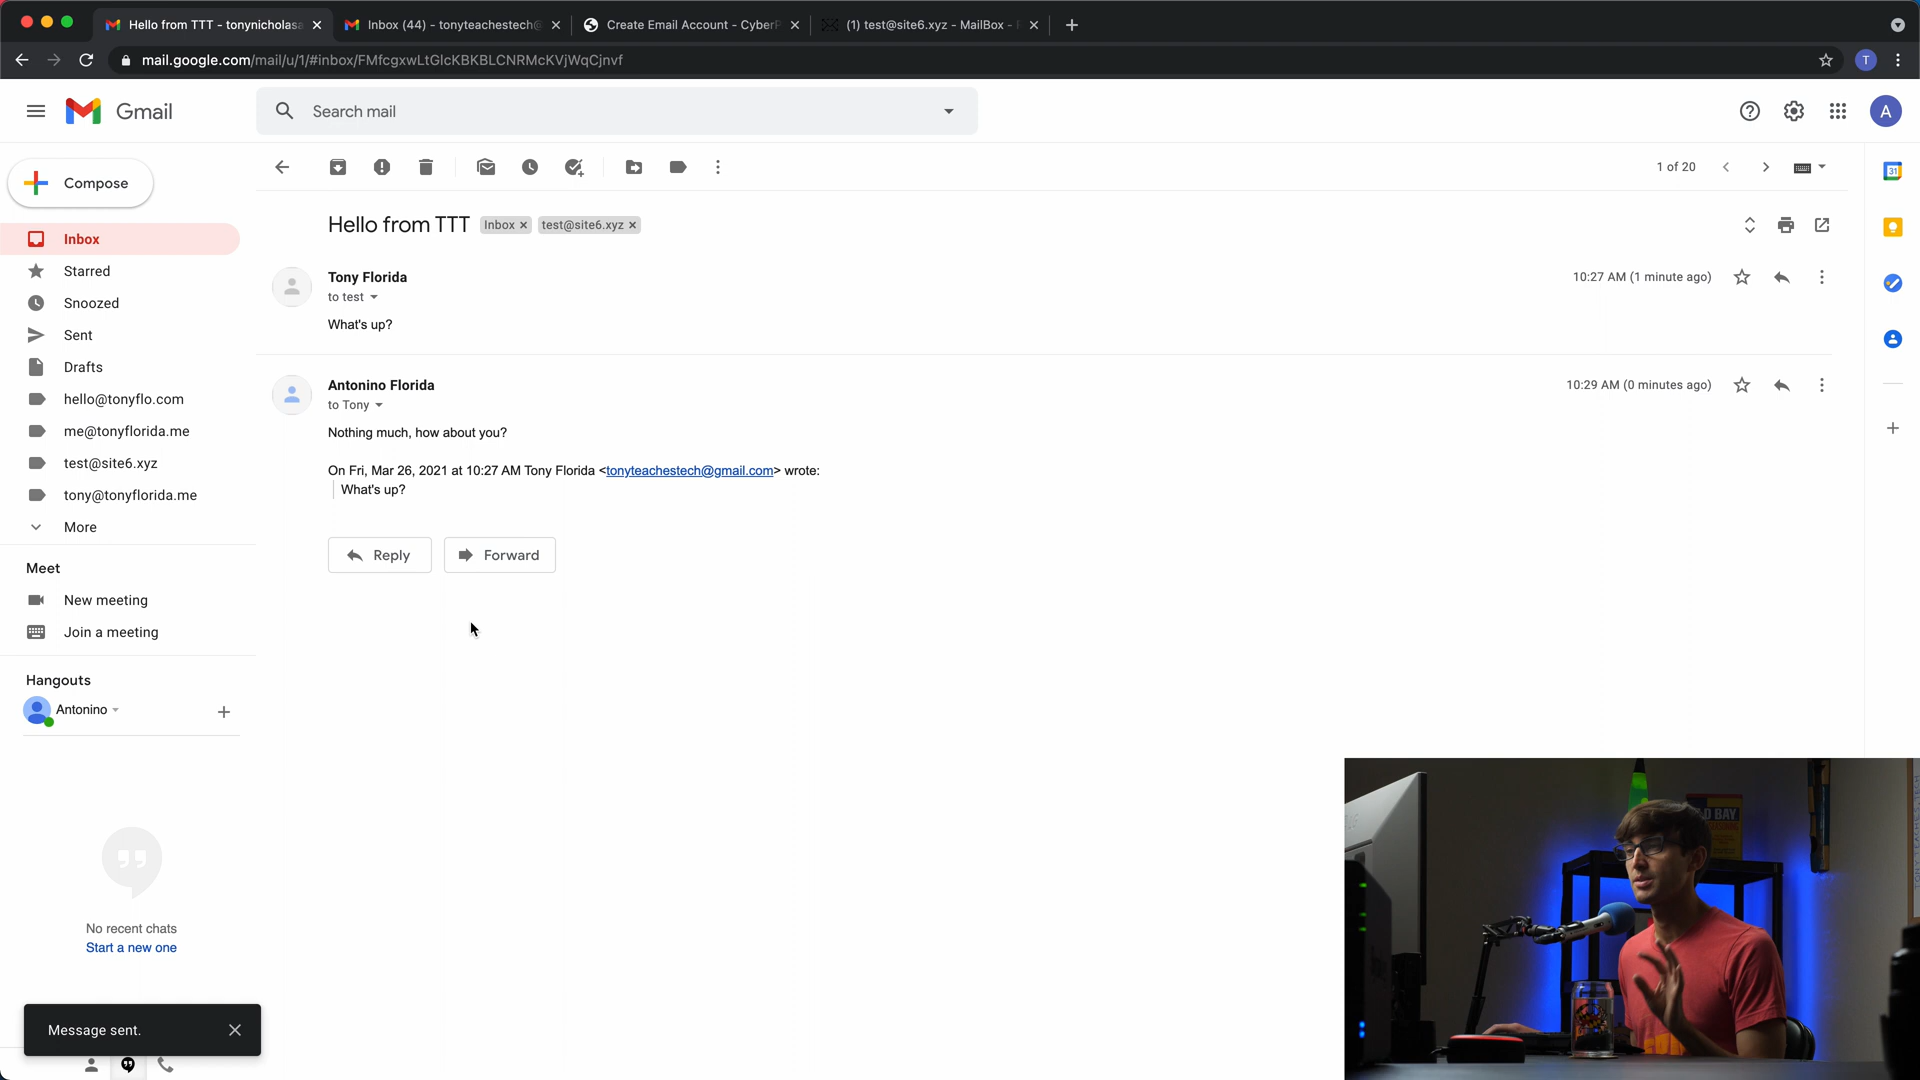 Hello from TTT - tonynicholasa
Inbox (44) - tonyteachestech@
Create Email Account - CyberP
(1) test@site6.xyz - MailBox -
mail.google.com/mail/u/1/#inbox/FMfcgxwLtGlcKBKBLCNRMcKVjWqCjnvf
T
Gmail
Search mail
A
Compose
1 of 20
31
Hello from TTT
Inbox ×
test@site6.xyz ×
Inbox
Starred
Snoozed
Sent
Drafts
hello@tonyflo.com
me@tonyflorida.me
test@site6.xyz
tony@tonyflorida.me
More
Tony Florida
10:27 AM (1 minute ago)
to test
What's up?
Antonino Florida
10:29 AM (0 minutes ago)
to Tony
Nothing much, how about you?
On Fri, Mar 26, 2021 at 10:27 AM Tony Florida <tonyteachestech@gmail.com> wrote:
What's up?
Reply
Forward
Meet
New meeting
Join a meeting
Hangouts
Antonino
No recent chats
Start a new one
Message sent.
D BAY